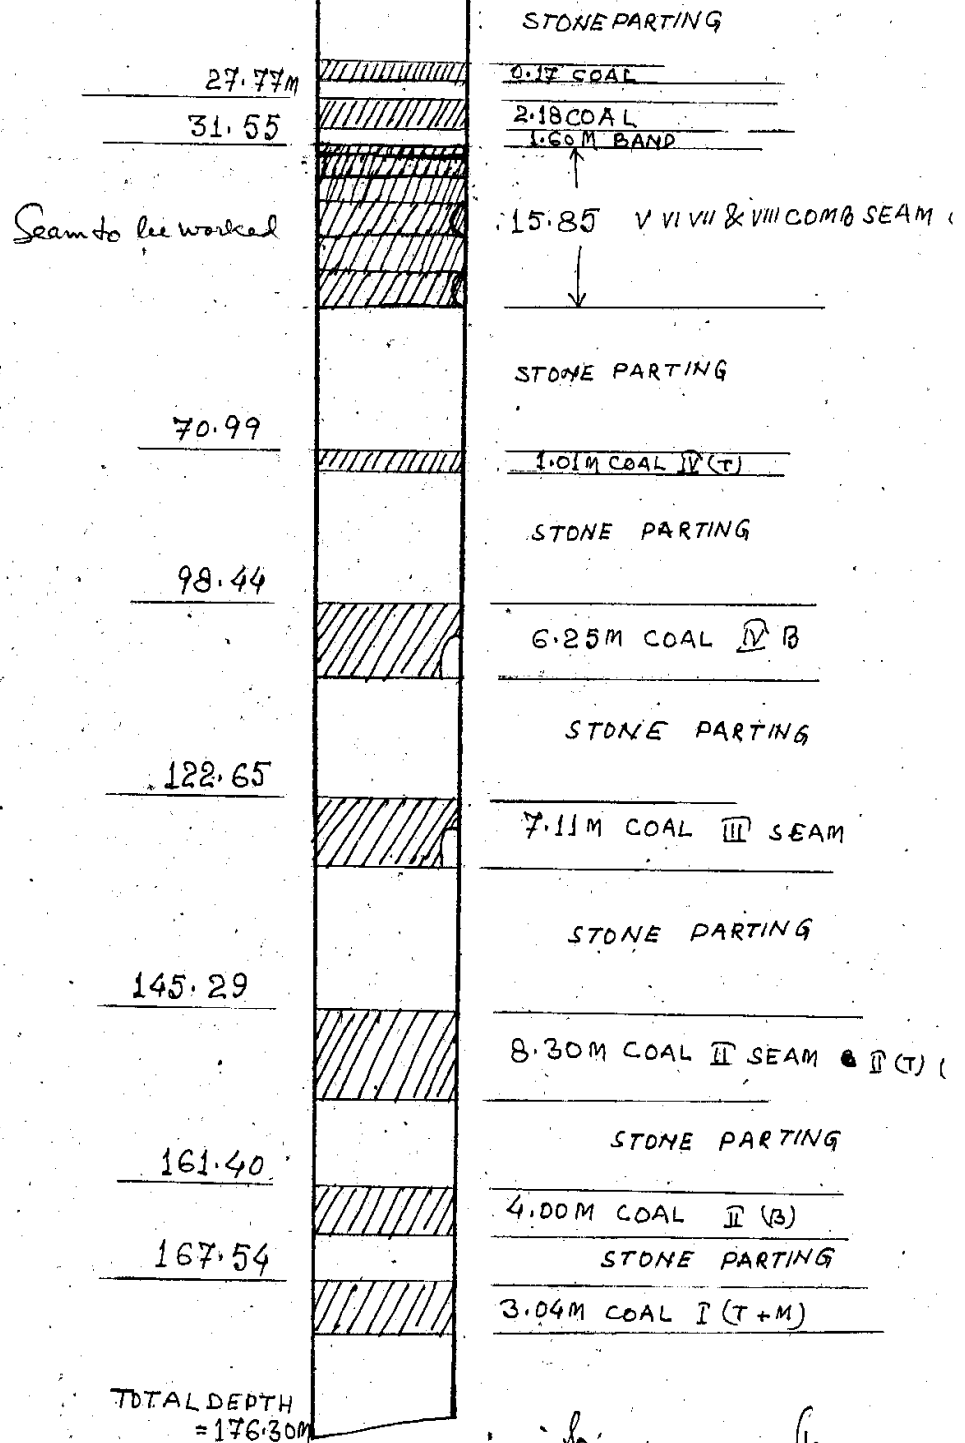 STONE PARTING
27.77M
0.17 COAL
2.18 COAL
31.55
1.60 M BAND
Seam to be worked
15.85 V VI VII & VIII COMB SEAM
STONE PARTING
70.99
1.01M COAL IV (T)
STONE PARTING
98.44
6.25M COAL IV B
STONE PARTING
122.65
7.11M COAL III SEAM
STONE PARTING
145.29
8.30M COAL II SEAM & II (T) (
STONE PARTING
161.40
4.00M COAL II (B)
167.54
STONE PARTING
3.04M COAL I (T+M)
TOTAL DEPTH
=176.30M